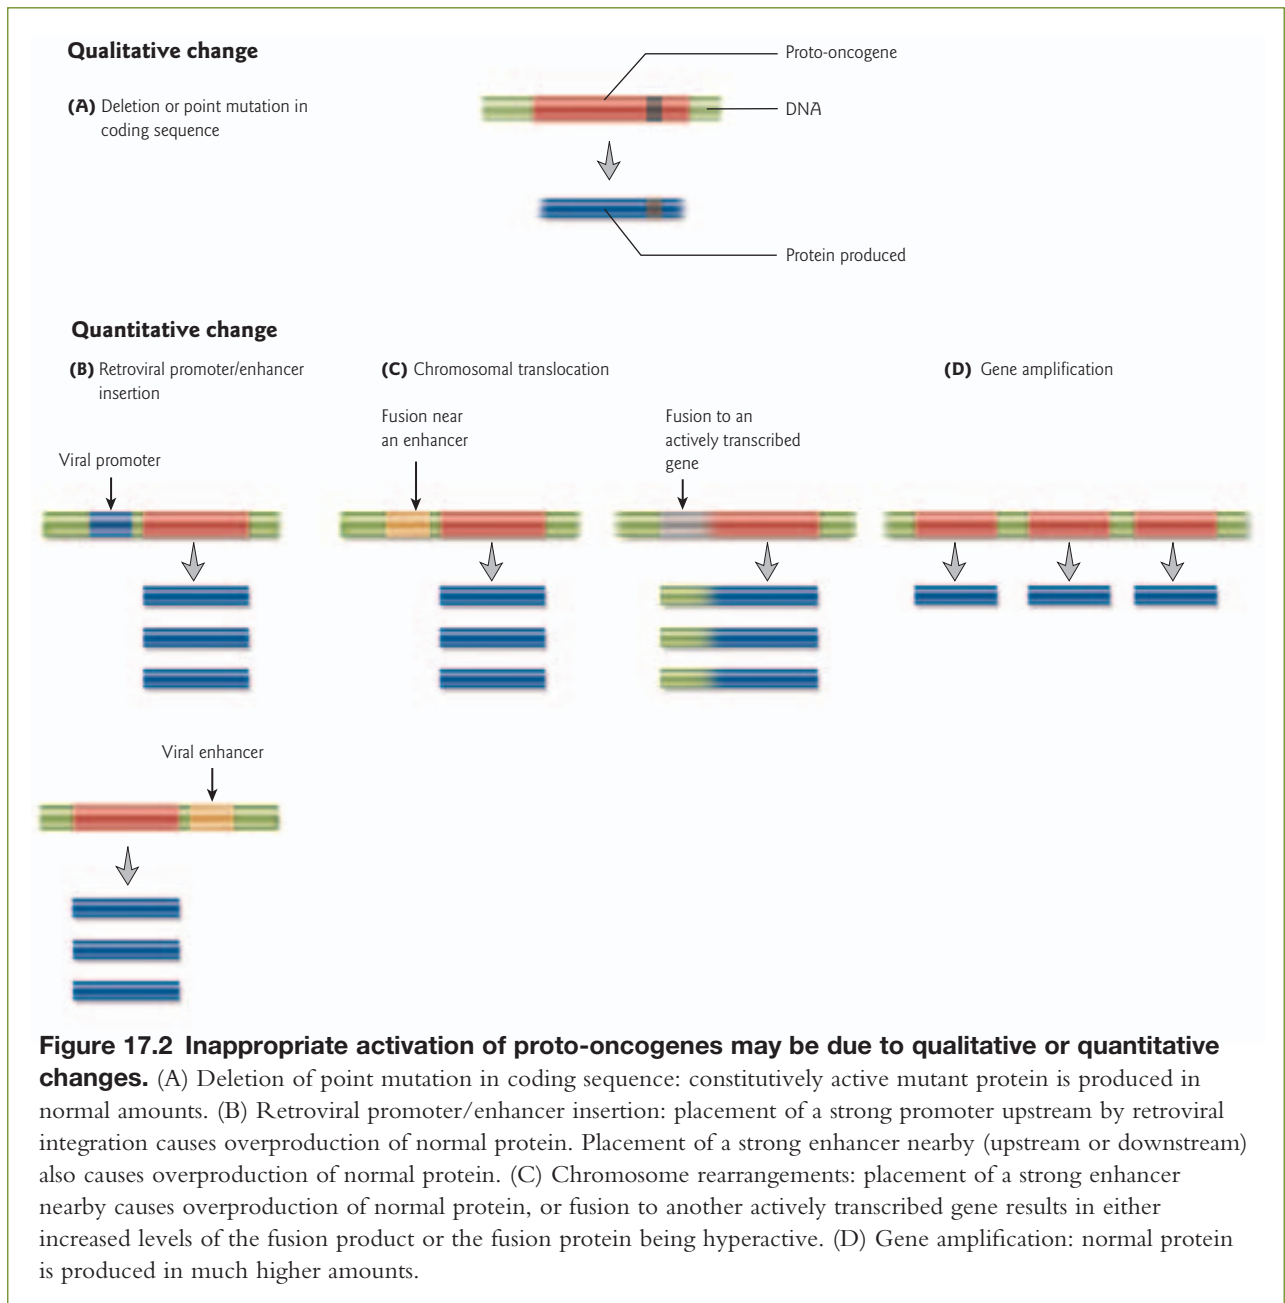 Qualitative change
Proto-oncogene
(A) Deletion or point mutation in
coding sequence
DNA
Protein produced
Quantitative change
(B) Retroviral promoter/enhancer
insertion
(C) Chromosomal translocation
(D) Gene amplification
Fusion near
an enhancer
Fusion to an
actively transcribed
gene
Viral promoter
Viral enhancer
Figure 17.2 Inappropriate activation of proto-oncogenes may be due to qualitative or quantitative
changes. (A) Deletion of point mutation in coding sequence: constitutively active mutant protein is produced in
normal amounts. (B) Retroviral promoter/enhancer insertion: placement of a strong promoter upstream by retroviral
integration causes overproduction of normal protein. Placement of a strong enhancer nearby (upstream or downstream)
also causes overproduction of normal protein. (C) Chromosome rearrangements: placement of a strong enhancer
nearby causes overproduction of normal protein, or fusion to another actively transcribed gene results in either
increased levels of the fusion product or the fusion protein being hyperactive. (D) Gene amplification: normal protein
is produced in much higher amounts.